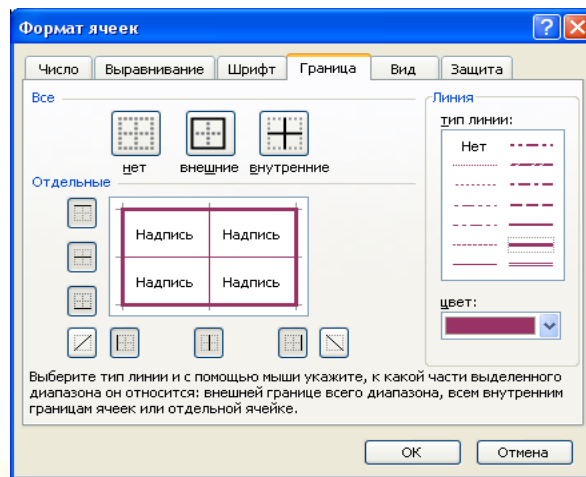 Формат ячеек
Число Выравнивание Шрифт Граница Вид Защита
Все
нет внешние внутренние
Отдельные
Надпись Надпись
Надпись Надпись
Линия
тип линии:
Нет
цвет:
Выберите тип линии и с помощью мыши укажите, к какой части выделенного
диапазона он относится: внешней границе всего диапазона, всем внутренним
границам ячеек или отдельной ячейке.
ОК Отмена